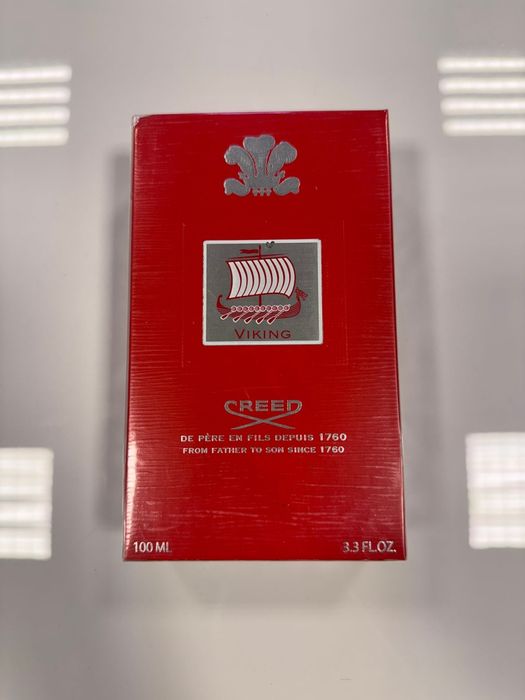 VIKING
CREED
DE PÈRE EN FILS DEPUIS 1760
FROM FATHER TO SON SINCE 1760
100 ML 3.3 FL.OZ.